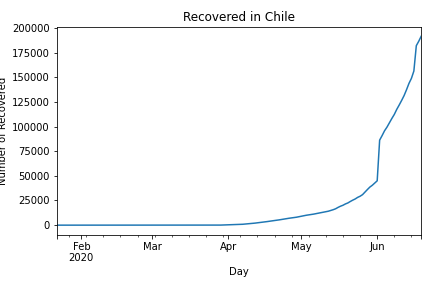 Recovered in Chile
Number of Recovered
200000
175000
150000
125000
100000
75000
50000
25000
0
Feb
2020
Mar
Apr
May
Jun
Day